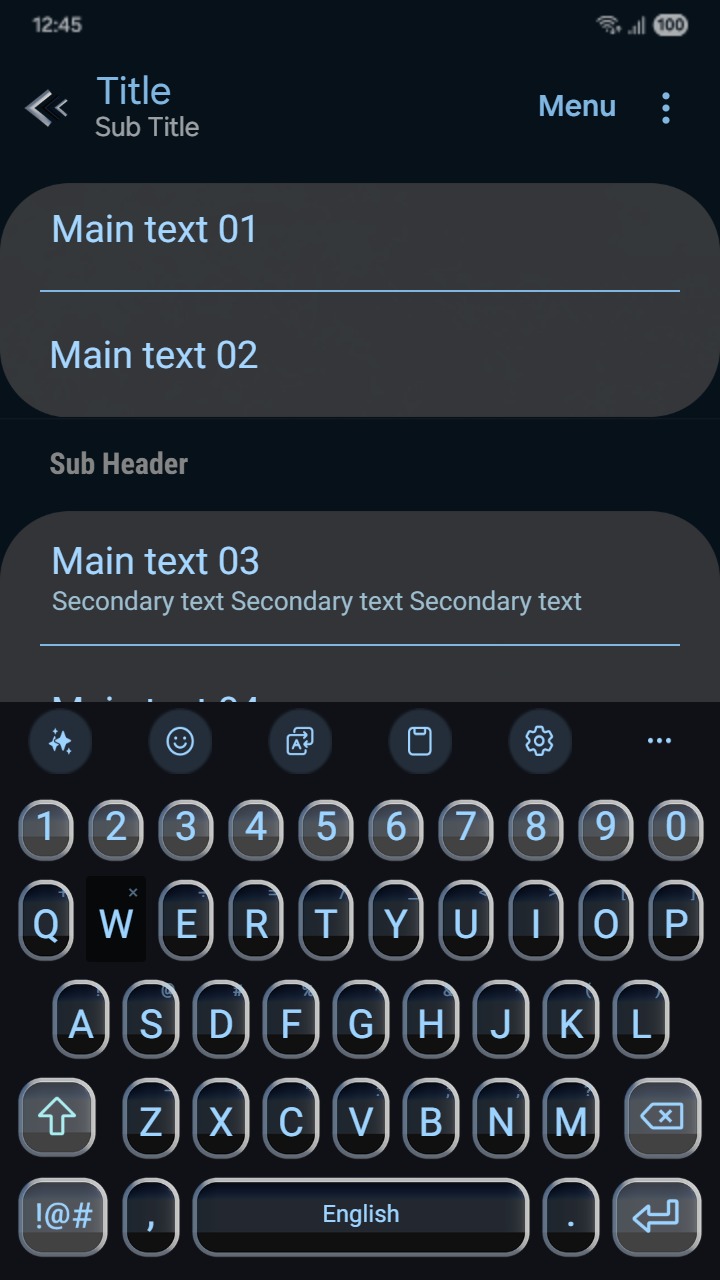 12:45
100
Title
Sub Title
Menu
Main text 01
Main text 02
Sub Header
Main text 03
Secondary text Secondary text Secondary text
1 2 3 4 5 6 7 8 9 0
Q W E R T Y U I O P
A S D F G H J K L
Z X C V B N M
!@# , English .